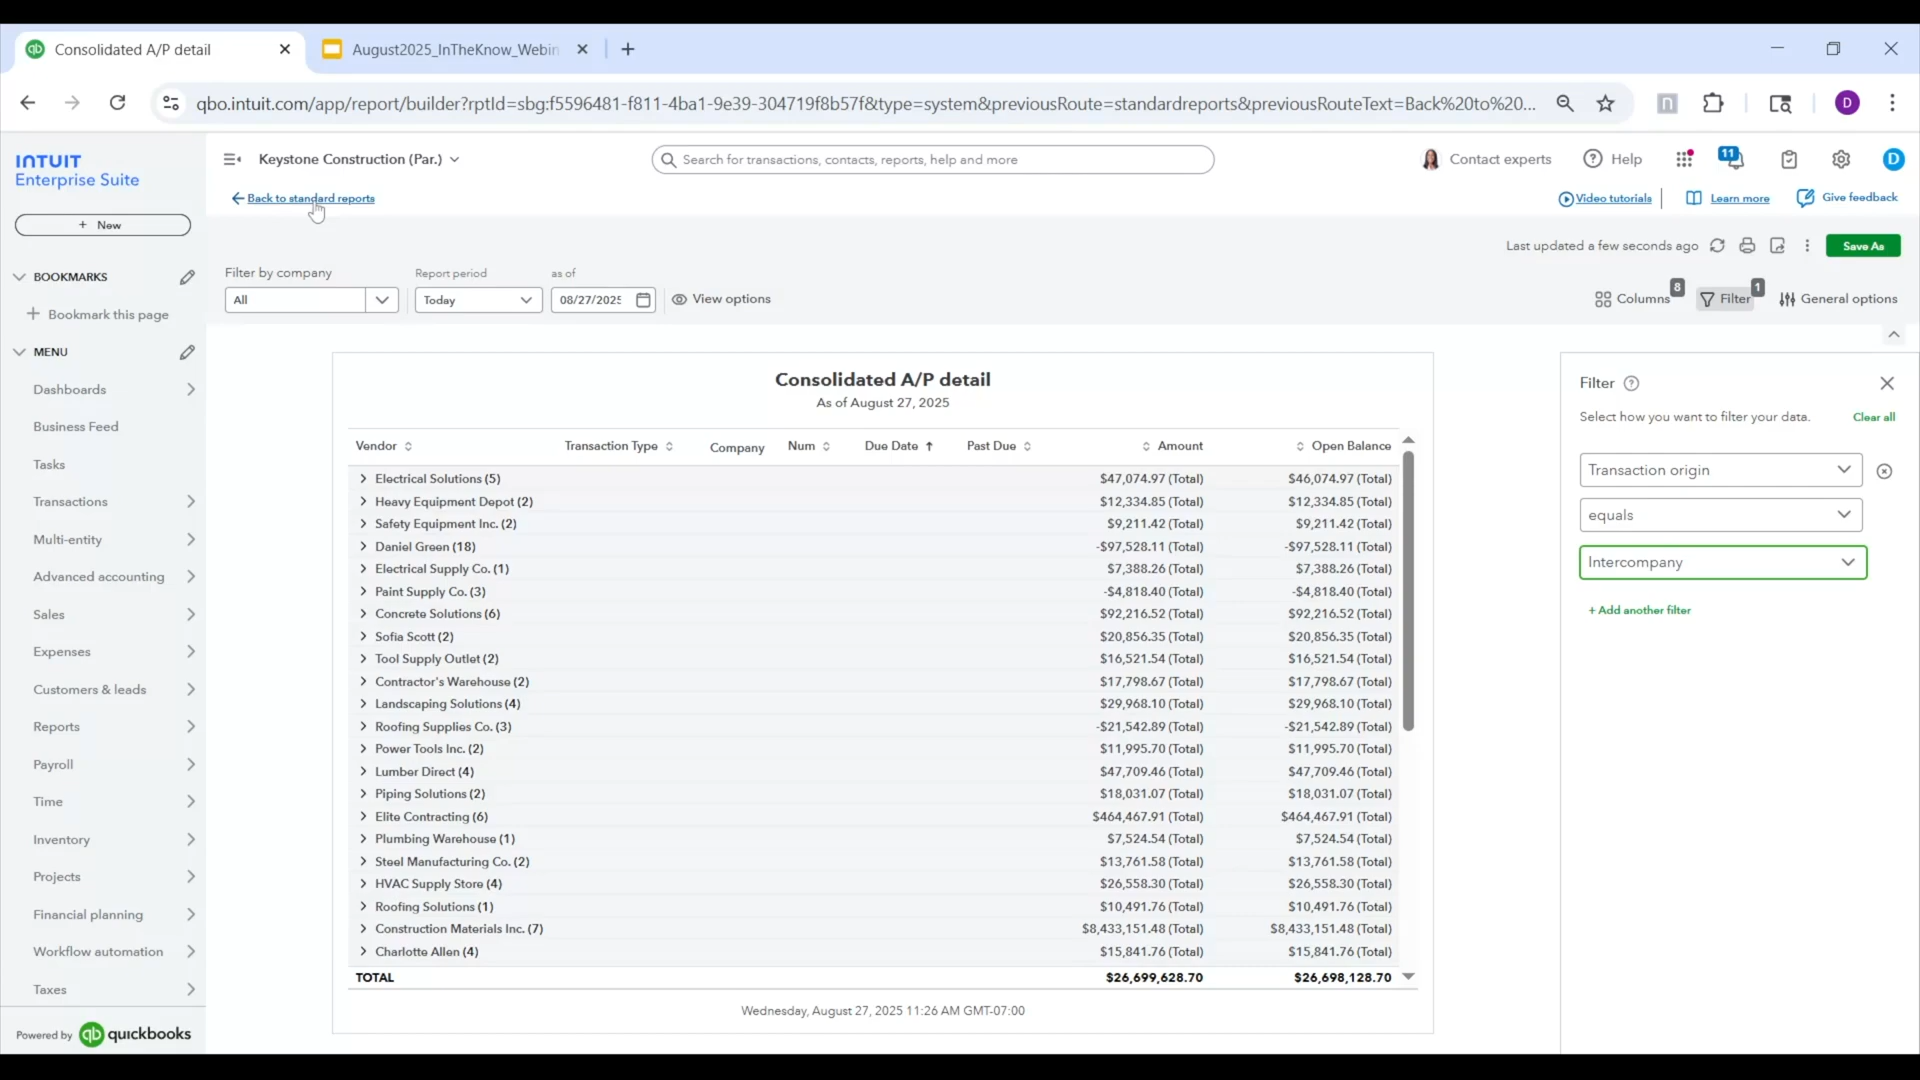 Consolidated A/P detail
August2025_InTheKnow_Webin
qbo.intuit.com/app/report/builder?rptId=sbg:f5596481-f811-4ba1-9e39-304719f8b57f&type=system&previousRoute=standardreports&previousRouteText=Back%20to%20...
D
INTUIT
Enterprise Suite
Keystone Construction (Par.)
Search for transactions, contacts, reports, help and more
Contact experts
Help
11
D
Back to standard reports
Video tutorials
Learn more
Give feedback
+ New
Last updated a few seconds ago
Save As
BOOKMARKS
Bookmark this page
MENU
Dashboards
Business Feed
Tasks
Transactions
Multi-entity
Advanced accounting
Sales
Expenses
Customers & leads
Reports
Payroll
Time
Inventory
Projects
Financial planning
Workflow automation
Taxes
Powered by qb quickbooks
Filter by company
All
Report period
Today
as of
08/27/2025
View options
Columns 8
Filter 1
General options
Consolidated A/P detail
As of August 27, 2025
Vendor Transaction Type Company Num Due Date Past Due Amount Open Balance
Electrical Solutions (5) $47,074.97 (Total) $46,074.97 (Total)
Heavy Equipment Depot (2) $12,334.85 (Total) $12,334.85 (Total)
Safety Equipment Inc. (2) $9,211.42 (Total) $9,211.42 (Total)
Daniel Green (18) -$97,528.11 (Total) -$97,528.11 (Total)
Electrical Supply Co. (1) $7,388.26 (Total) $7,388.26 (Total)
Paint Supply Co. (3) -$4,818.40 (Total) -$4,818.40 (Total)
Concrete Solutions (6) $92,216.52 (Total) $92,216.52 (Total)
Sofia Scott (2) $20,856.35 (Total) $20,856.35 (Total)
Tool Supply Outlet (2) $16,521.54 (Total) $16,521.54 (Total)
Contractor's Warehouse (2) $17,798.67 (Total) $17,798.67 (Total)
Landscaping Solutions (4) $29,968.10 (Total) $29,968.10 (Total)
Roofing Supplies Co. (3) -$21,542.89 (Total) -$21,542.89 (Total)
Power Tools Inc. (2) $11,995.70 (Total) $11,995.70 (Total)
Lumber Direct (4) $47,709.46 (Total) $47,709.46 (Total)
Piping Solutions (2) $18,031.07 (Total) $18,031.07 (Total)
Elite Contracting (6) $464,467.91 (Total) $464,467.91 (Total)
Plumbing Warehouse (1) $7,524.54 (Total) $7,524.54 (Total)
Steel Manufacturing Co. (2) $13,761.58 (Total) $13,761.58 (Total)
HVAC Supply Store (4) $26,558.30 (Total) $26,558.30 (Total)
Roofing Solutions (1) $10,491.76 (Total) $10,491.76 (Total)
Construction Materials Inc. (7) $8,433,151.48 (Total) $8,433,151.48 (Total)
Charlotte Allen (4) $15,841.76 (Total) $15,841.76 (Total)
TOTAL $26,699,628.70 $26,698,128.70
Wednesday, August 27, 2025 11:26 AM GMT-07:00
Filter
Select how you want to filter your data.
Clear all
Transaction origin
equals
Intercompany
+ Add another filter